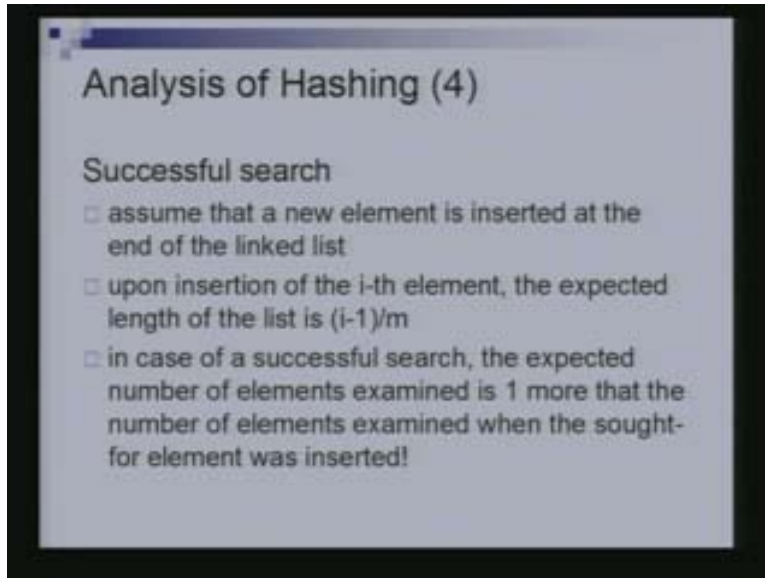 Analysis of Hashing (4)
Successful search
assume that a new element is inserted at the
end of the linked list
upon insertion of the i-th element, the expected
length of the list is (i-1)/m
in case of a successful search, the expected
number of elements examined is 1 more that the
number of elements examined when the sought-
for element was inserted!